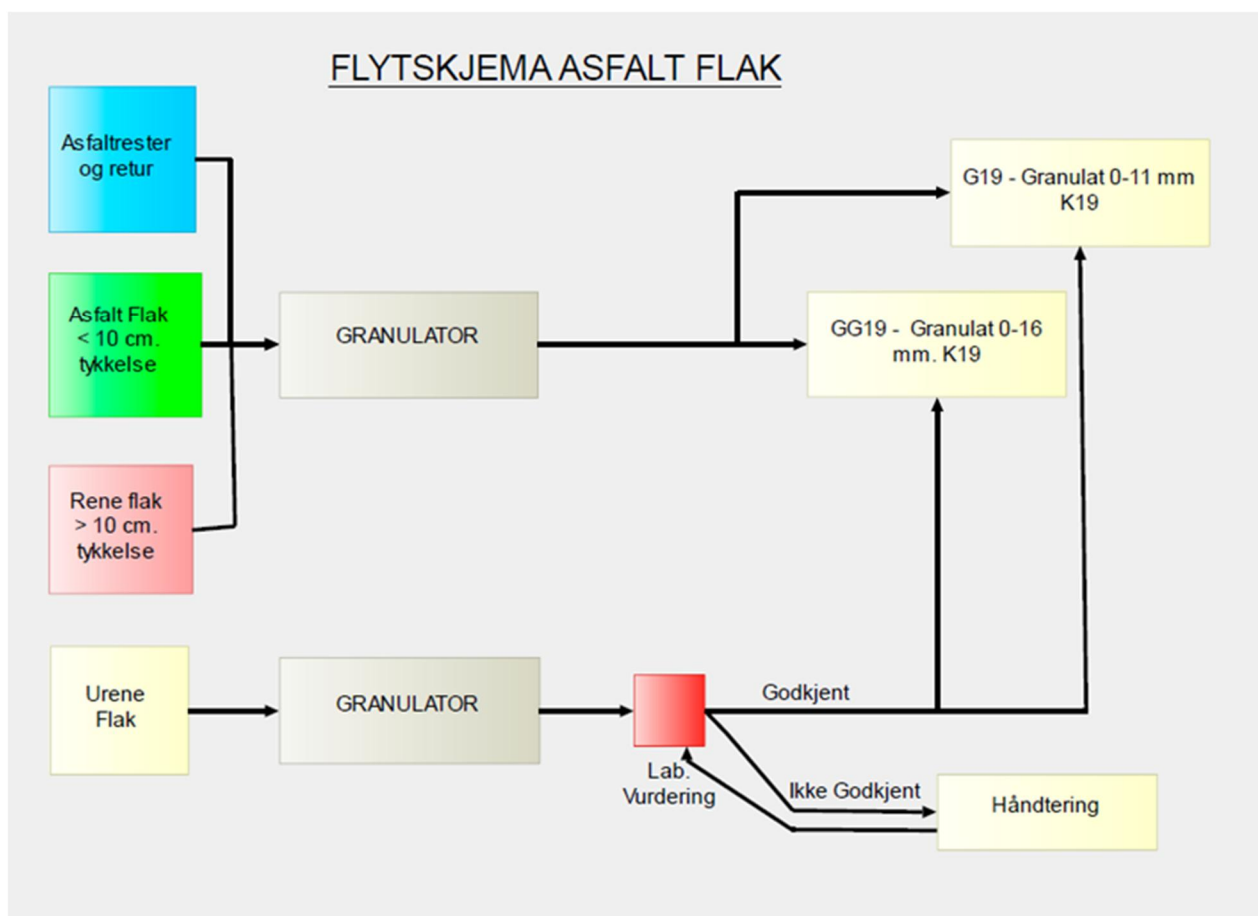 FLYTSKJEMA ASFALT FLAK
Asfaltrester
og retur
G19 - Granulat 0-11 mm
K19
Asfalt Flak
< 10 cm.
tykkelse
GRANULATOR
GG19 - Granulat 0-16
mm. K19
Rene flak
> 10 cm.
tykkelse
Urene
Flak
GRANULATOR
Godkjent
Lab.
Vurdering
Ikke Godkjent
Håndtering